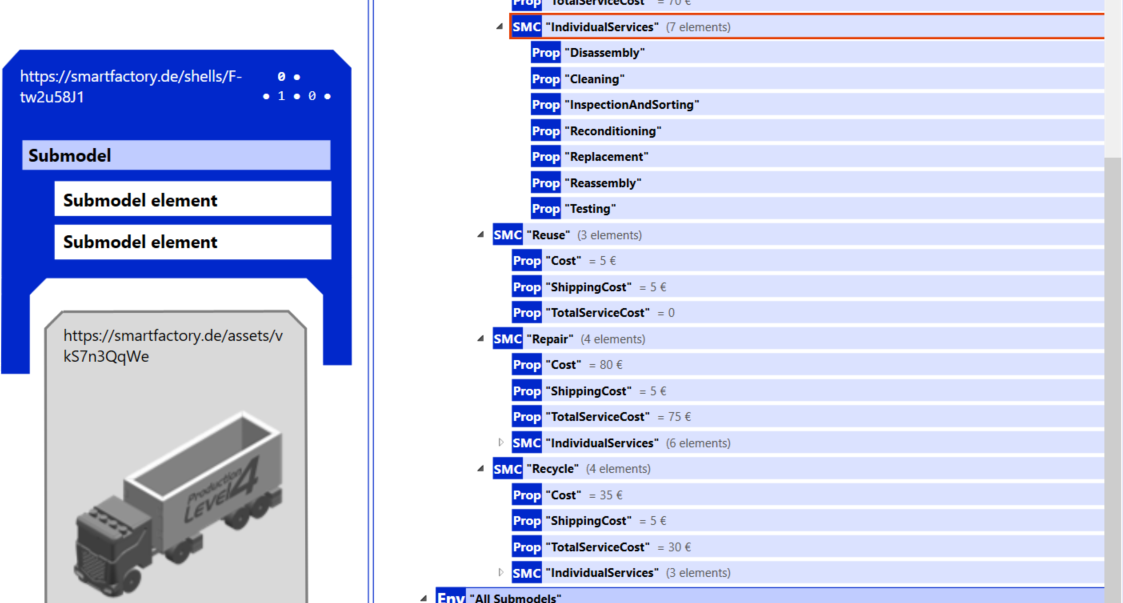 https://smartfactory.de/shells/F-
tw2u58J1
0
1 0
Submodel
Submodel element
Submodel element
https://smartfactory.de/assets/v
kS7n3QqWe
Production
LEVEL4
Prop "TotalServiceCost" = 70 €
SMC "IndividualServices" (7 elements)
Prop "Disassembly"
Prop "Cleaning"
Prop "InspectionAndSorting"
Prop "Reconditioning"
Prop "Replacement"
Prop "Reassembly"
Prop "Testing"
SMC "Reuse" (3 elements)
Prop "Cost" = 5 €
Prop "ShippingCost" = 5 €
Prop "TotalServiceCost" = 0
SMC "Repair" (4 elements)
Prop "Cost" = 80 €
Prop "ShippingCost" = 5 €
Prop "TotalServiceCost" = 75 €
SMC "IndividualServices" (6 elements)
SMC "Recycle" (4 elements)
Prop "Cost" = 35 €
Prop "ShippingCost" = 5 €
Prop "TotalServiceCost" = 30 €
SMC "IndividualServices" (3 elements)
Env "All Submodels"